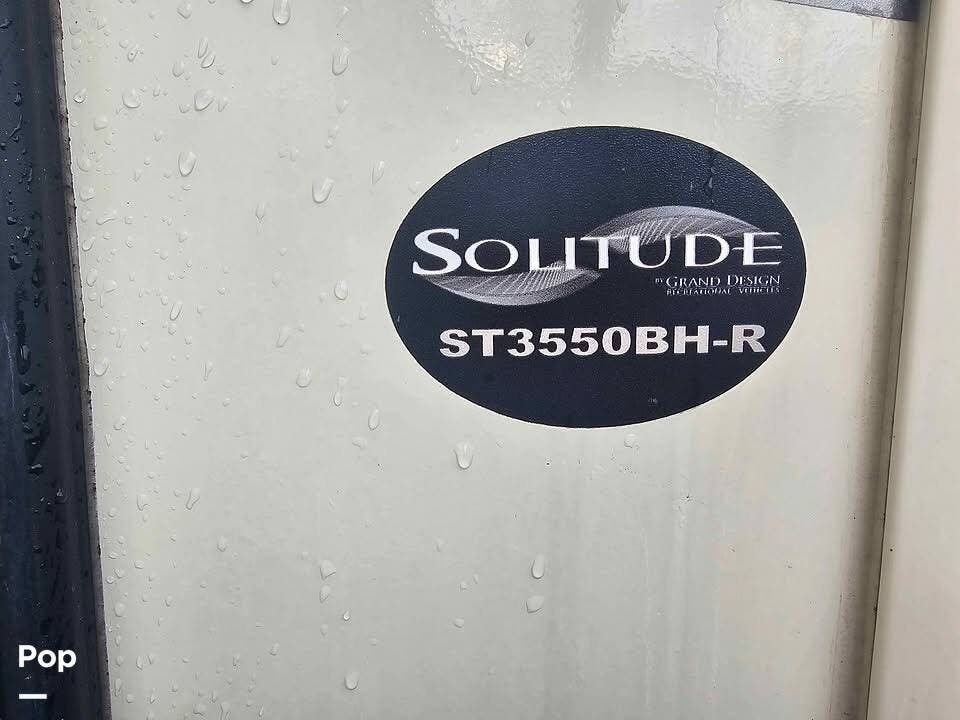 SOLITUDE
BY GRAND DESIGN
RECREATIONAL VEHICLES
ST3550BH-R
Pop